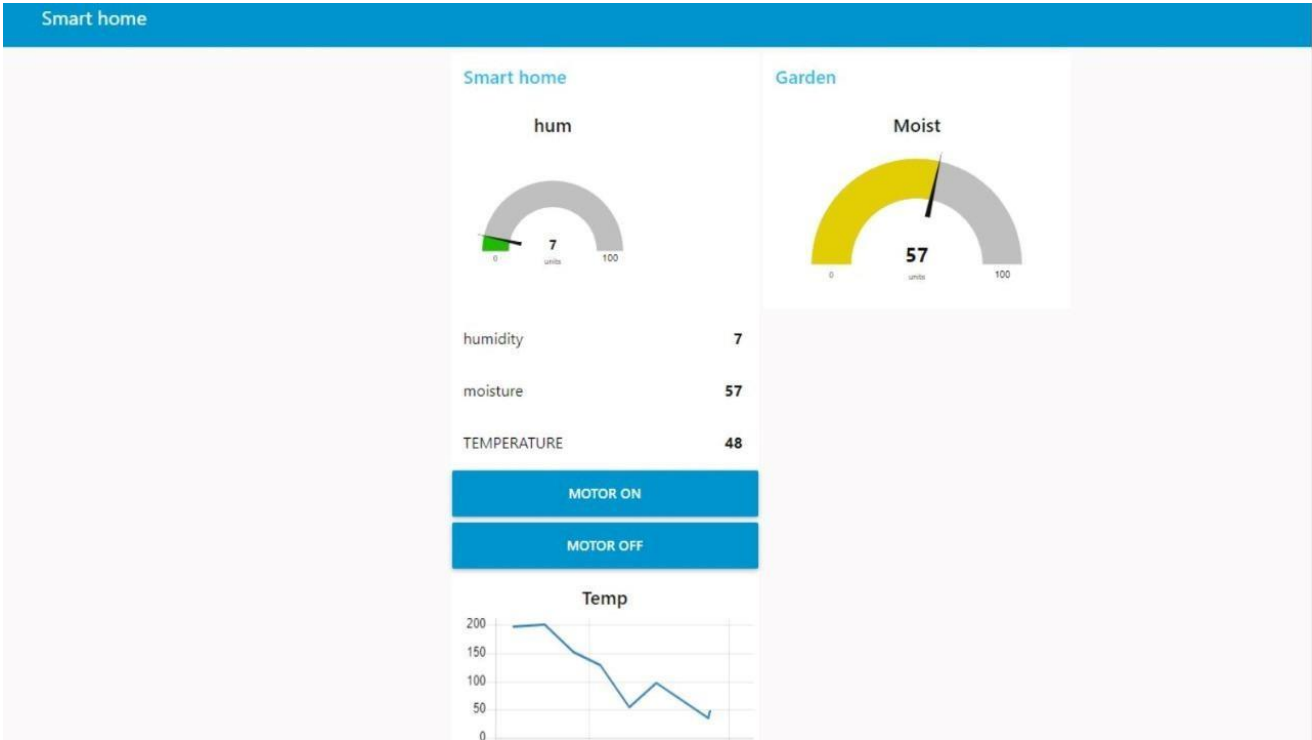 Smart home
Smart home
hum
7
units
0
100
humidity 7
moisture 57
TEMPERATURE 48
MOTOR ON
MOTOR OFF
Temp
200
150
100
50
0
Garden
Moist
57
units
0
100